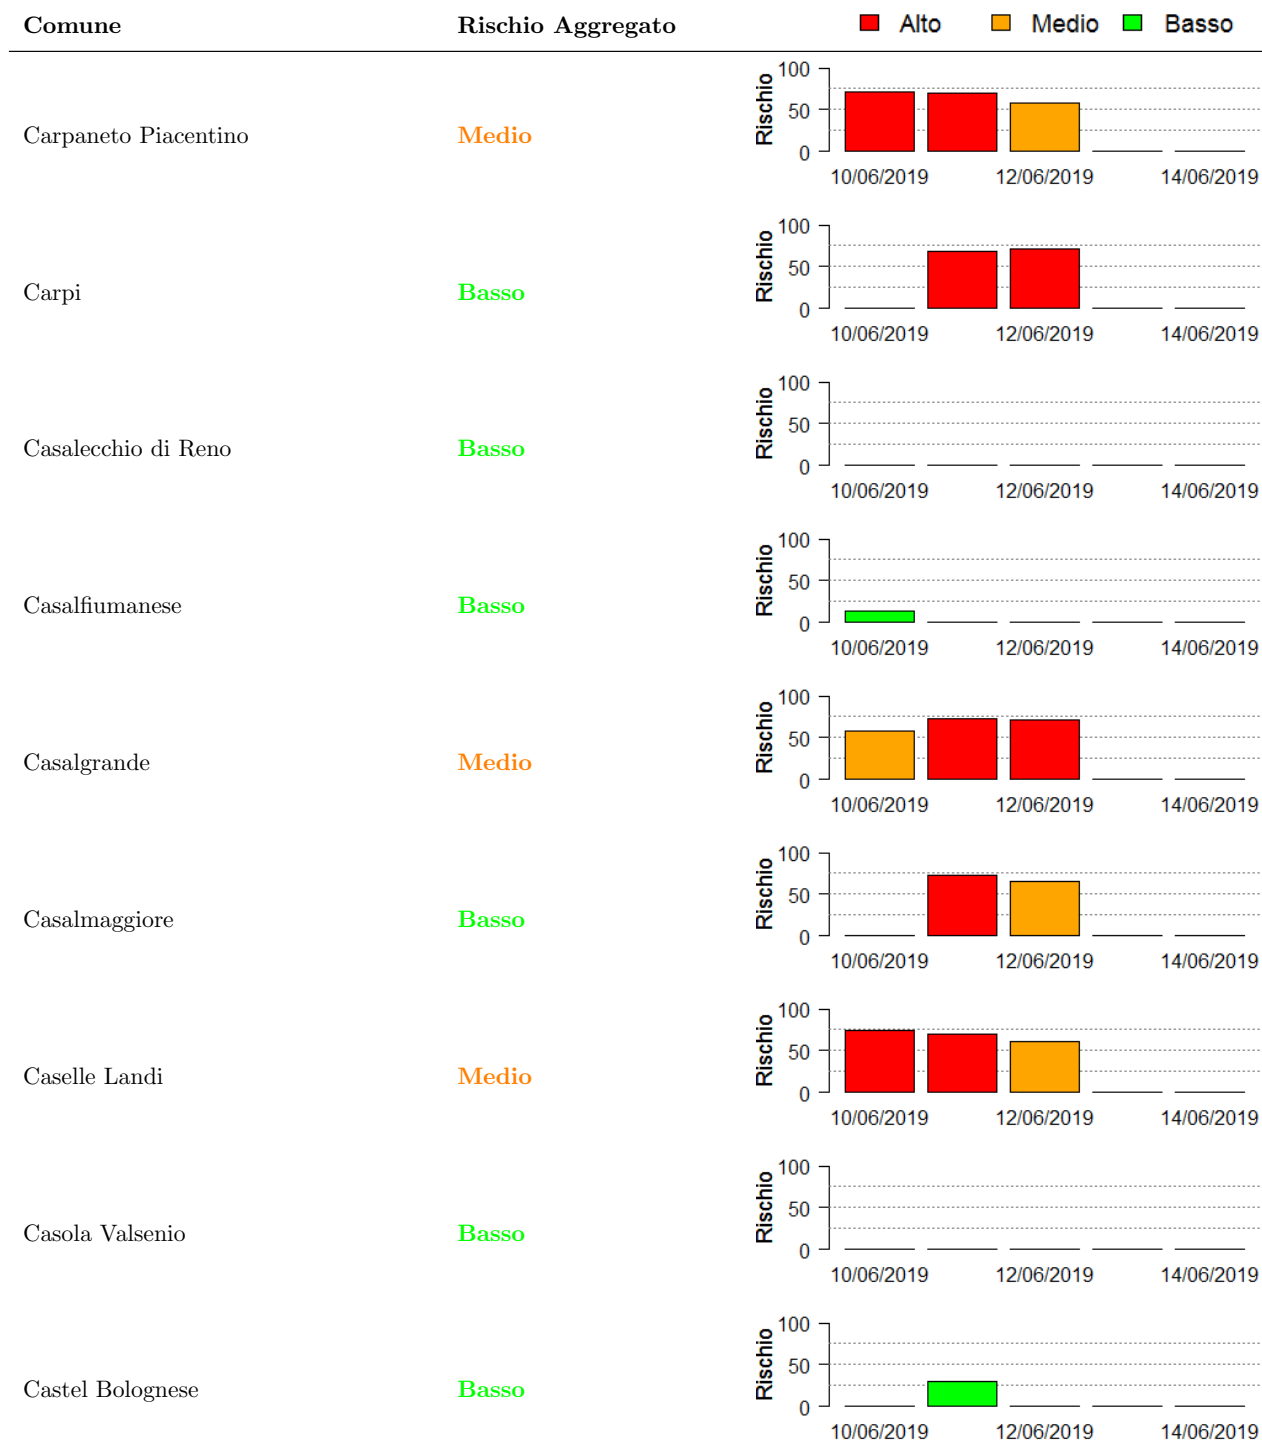 Comune Rischio Aggregato Alto Medio Basso
Carpaneto Piacentino Medio Rischio 100 50 0
10/06/2019 12/06/2019 14/06/2019
Carpi Basso Rischio 100 50 0
10/06/2019 12/06/2019 14/06/2019
Casalecchio di Reno Basso Rischio 100 50 0
10/06/2019 12/06/2019 14/06/2019
Casalfiumanese Basso Rischio 100 50 0
10/06/2019 12/06/2019 14/06/2019
Casalgrande Medio Rischio 100 50 0
10/06/2019 12/06/2019 14/06/2019
Casalmaggiore Basso Rischio 100 50 0
10/06/2019 12/06/2019 14/06/2019
Caselle Landi Medio Rischio 100 50 0
10/06/2019 12/06/2019 14/06/2019
Casola Valsenio Basso Rischio 100 50 0
10/06/2019 12/06/2019 14/06/2019
Castel Bolognese Basso Rischio 100 50 0
10/06/2019 12/06/2019 14/06/2019